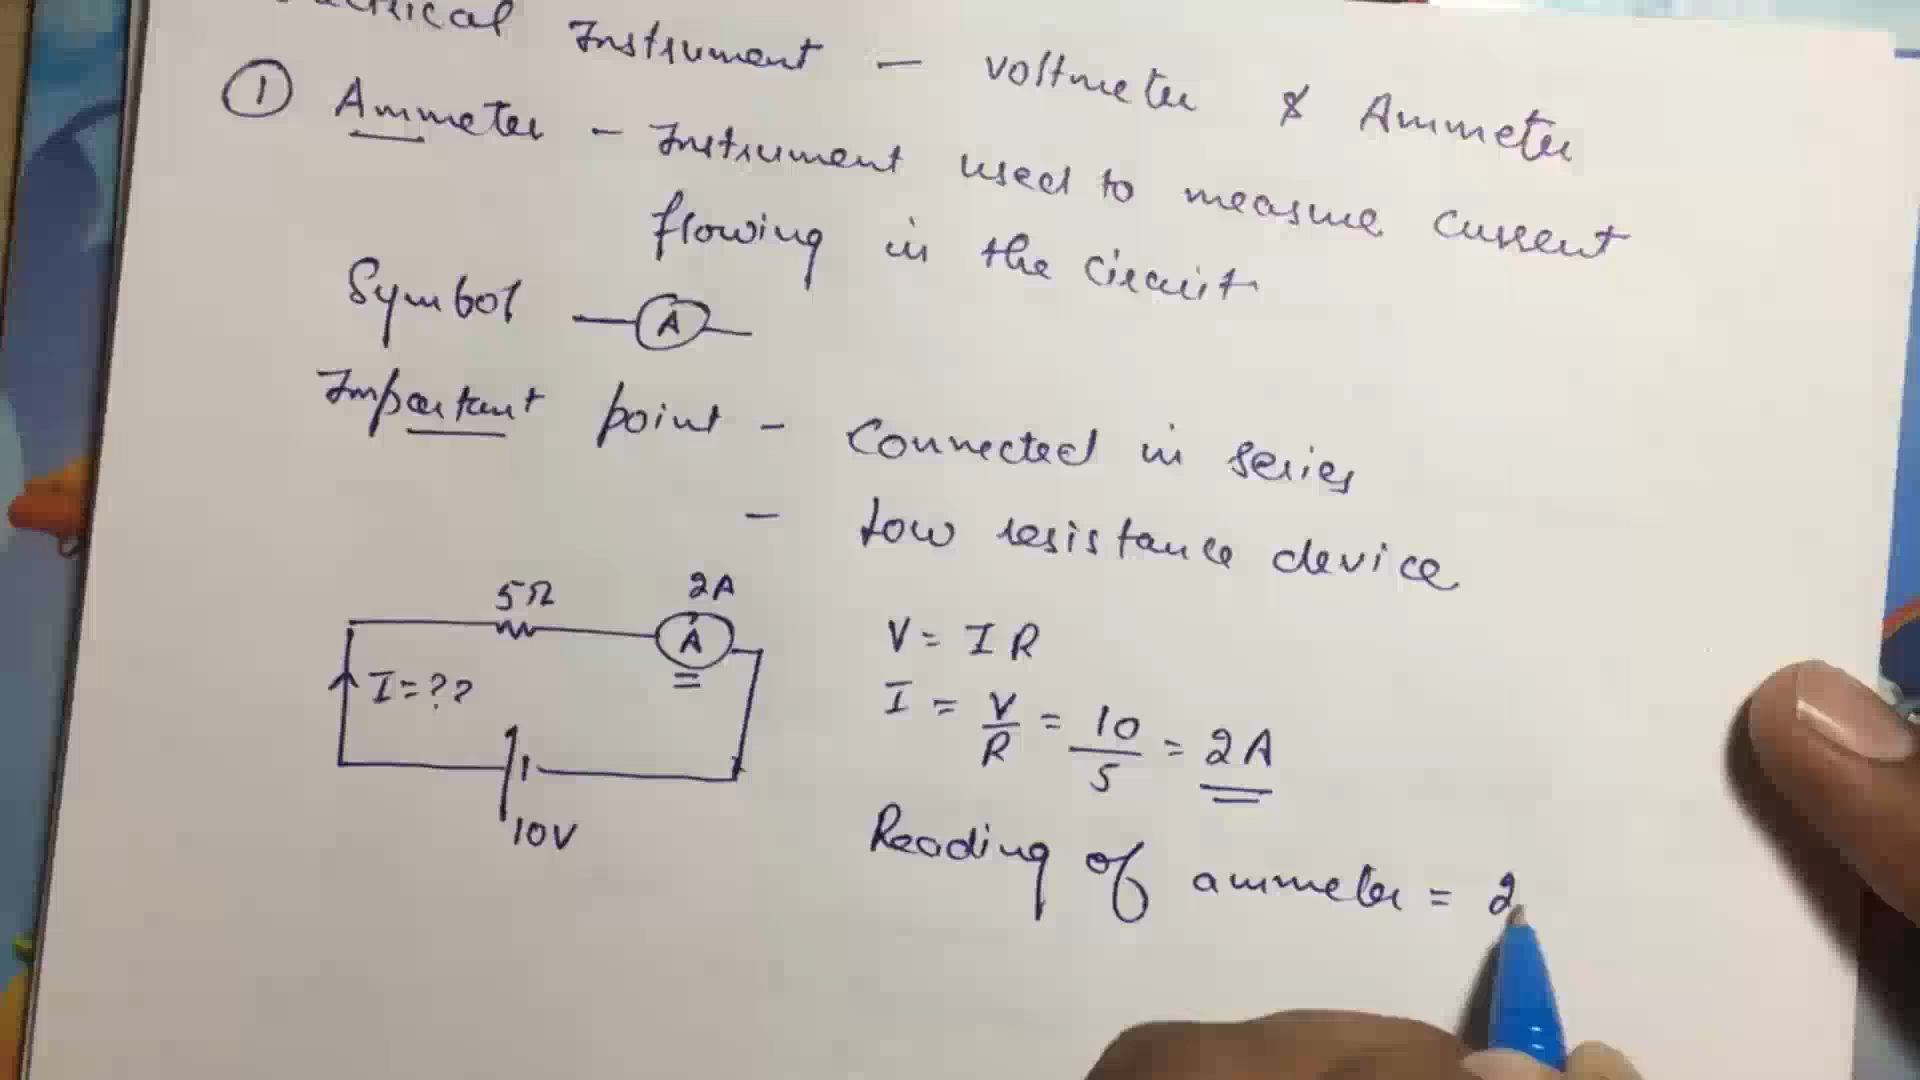 Instrument - voltmeter & Ammeter
① Ammeter - Instrument used to measure current
flowing in the circuit
Symbol A
Important point - Connected in series
- Low resistance device
5Ω 2A
A
I=??
10V
V = IR
I = V/R = 10/5 = 2A
Reading of ammeter = 2